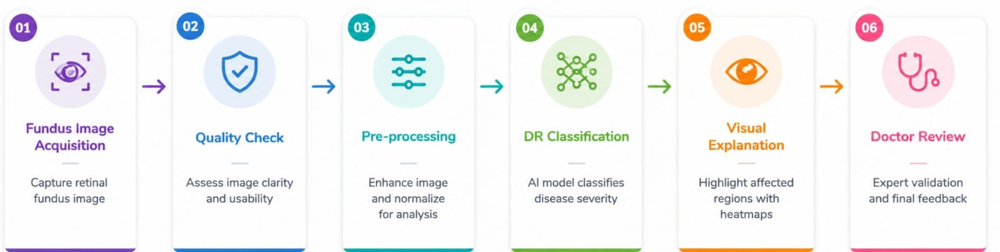 01
Fundus Image
Acquisition
Capture retinal
fundus image
02
Quality Check
Assess image clarity
and usability
03
Pre-processing
Enhance image
and normalize
for analysis
04
DR Classification
AI model classifies
disease severity
05
Visual
Explanation
Highlight affected
regions with
heatmaps
06
Doctor Review
Expert validation
and final feedback